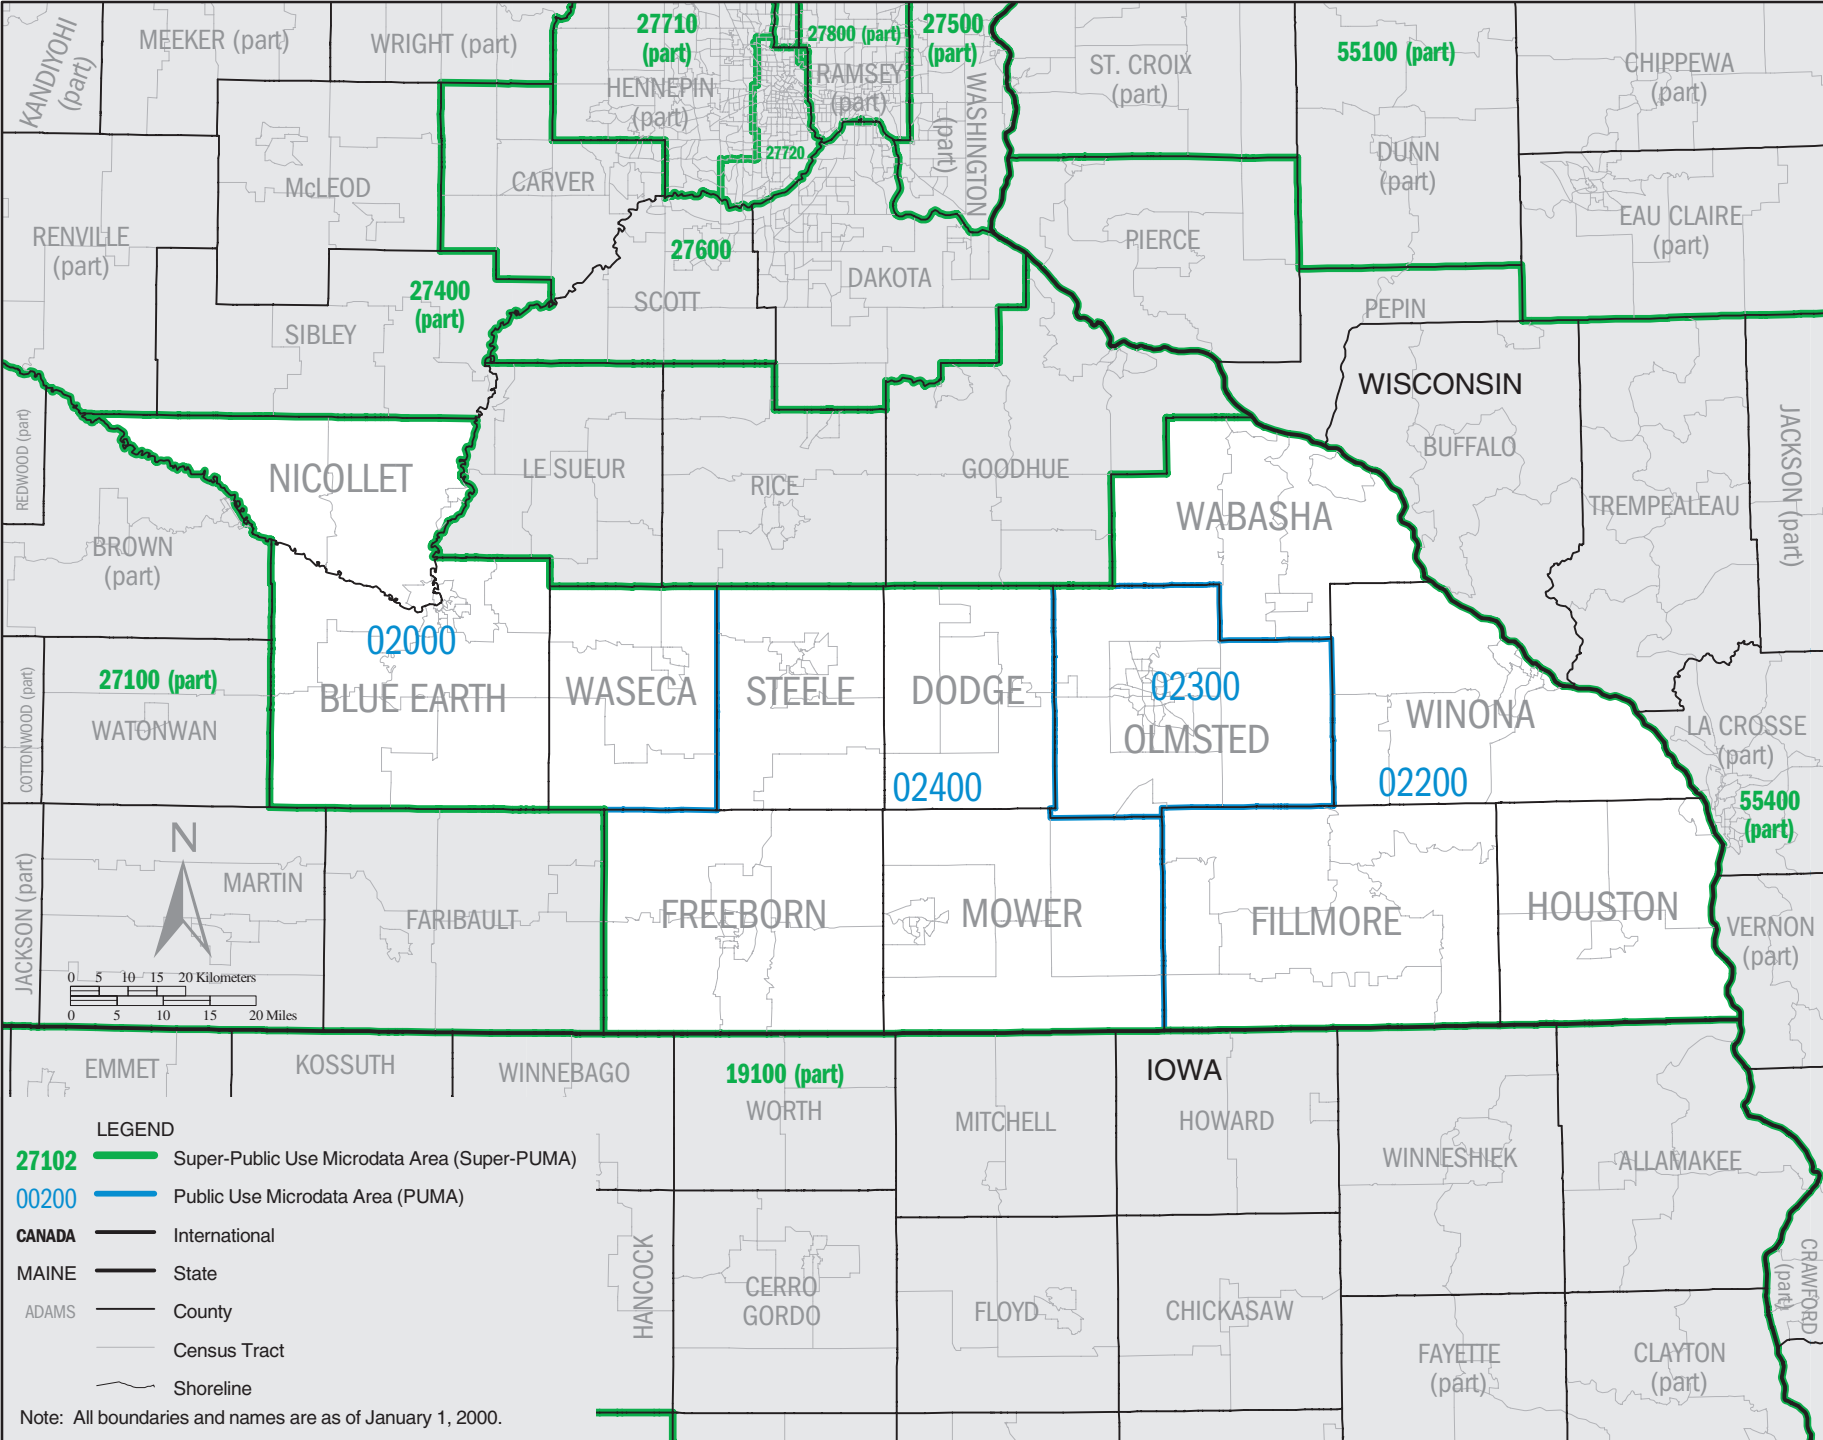 KANDIYOHI
(part)
MEEKER (part)
WRIGHT (part)
27710
(part)
HENNEPIN
(part)
27800 (part)
RAMSEY
(part)
27500
(part)
WASHINGTON
(part)
ST. CROIX
(part)
55100 (part)
CHIPPEWA
(part)
27720
DUNN
(part)
McLEOD
CARVER
RENVILLE
(part)
27600
PIERCE
EAU CLAIRE
(part)
27400
(part)
SCOTT
DAKOTA
PEPIN
SIBLEY
WISCONSIN
REDWOOD (part)
NICOLLET
LE SUEUR
RICE
GOODHUE
BUFFALO
JACKSON (part)
WABASHA
TREMPEALEAU
BROWN
(part)
02000
27100 (part)
BLUE EARTH
WASECA
STEELE
DODGE
02300
OLMSTED
WINONA
COTTONWOOD (part)
WATONWAN
LA CROSSE
(part)
02400
02200
55400
(part)
N
JACKSON (part)
MARTIN
FARIBAULT
FREEBORN
MOWER
FILLMORE
HOUSTON
VERNON
(part)
0 5 10 15 20 Kilometers
0 5 10 15 20 Miles
EMMET
KOSSUTH
WINNEBAGO
19100 (part)
WORTH
IOWA
MITCHELL
HOWARD
WINNESHIEK
ALLAMAKEE
HANCOCK
CERRO
GORDO
FLOYD
CHICKASAW
FAYETTE
(part)
CLAYTON
(part)
CRAWFORD
(part)
LEGEND
27102 Super-Public Use Microdata Area (Super-PUMA)
00200 Public Use Microdata Area (PUMA)
CANADA International
MAINE State
ADAMS County
Census Tract
Shoreline
Note: All boundaries and names are as of January 1, 2000.